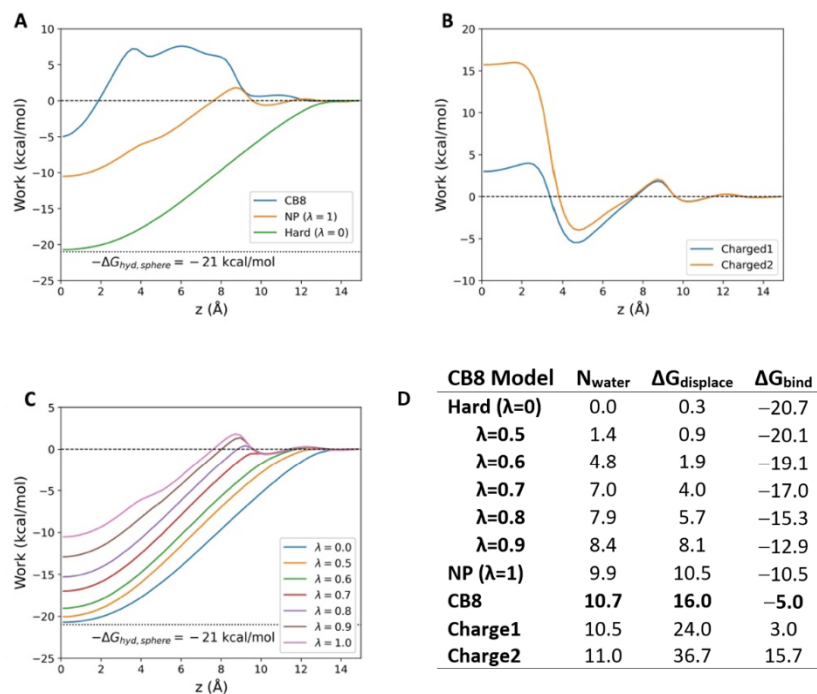 A
Work (kcal/mol)
10
5
0
−5
−10
−15
−20
−25
CB8
NP (λ = 1)
Hard (λ = 0)
−ΔG_hyd,sphere = −21 kcal/mol
0 2 4 6 8 10 12 14
z (Å)
B
Work (kcal/mol)
20
15
10
5
0
−5
−10
Charged1
Charged2
0 2 4 6 8 10 12 14
z (Å)
C
Work (kcal/mol)
5
0
−5
−10
−15
−20
−25
λ = 0.0
λ = 0.5
λ = 0.6
λ = 0.7
λ = 0.8
λ = 0.9
λ = 1.0
−ΔG_hyd,sphere = −21 kcal/mol
0 2 4 6 8 10 12 14
z (Å)
D
CB8 Model N_water ΔG_displace ΔG_bind
Hard (λ=0) 0.0 0.3 −20.7
λ=0.5 1.4 0.9 −20.1
λ=0.6 4.8 1.9 −19.1
λ=0.7 7.0 4.0 −17.0
λ=0.8 7.9 5.7 −15.3
λ=0.9 8.4 8.1 −12.9
NP (λ=1) 9.9 10.5 −10.5
CB8 10.7 16.0 −5.0
Charge1 10.5 24.0 3.0
Charge2 11.0 36.7 15.7